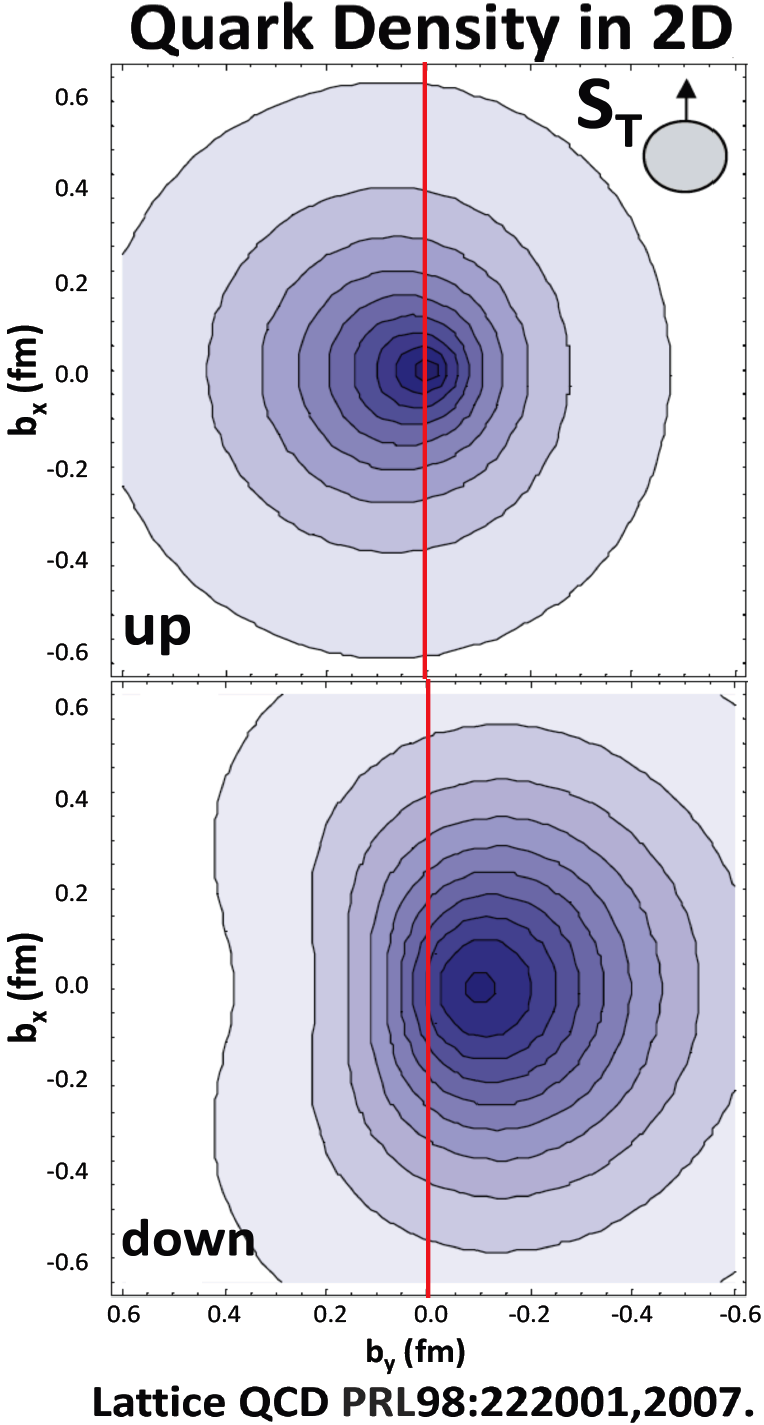 Quark Density in 2D
S_T
0.6
0.4
0.2
0.0
-0.2
-0.4
-0.6
b_x (fm)
up
0.6
0.4
0.2
0.0
-0.2
-0.4
-0.6
b_x (fm)
down
0.6 0.4 0.2 0.0 -0.2 -0.4 -0.6
b_y (fm)
Lattice QCD PRL98:222001,2007.